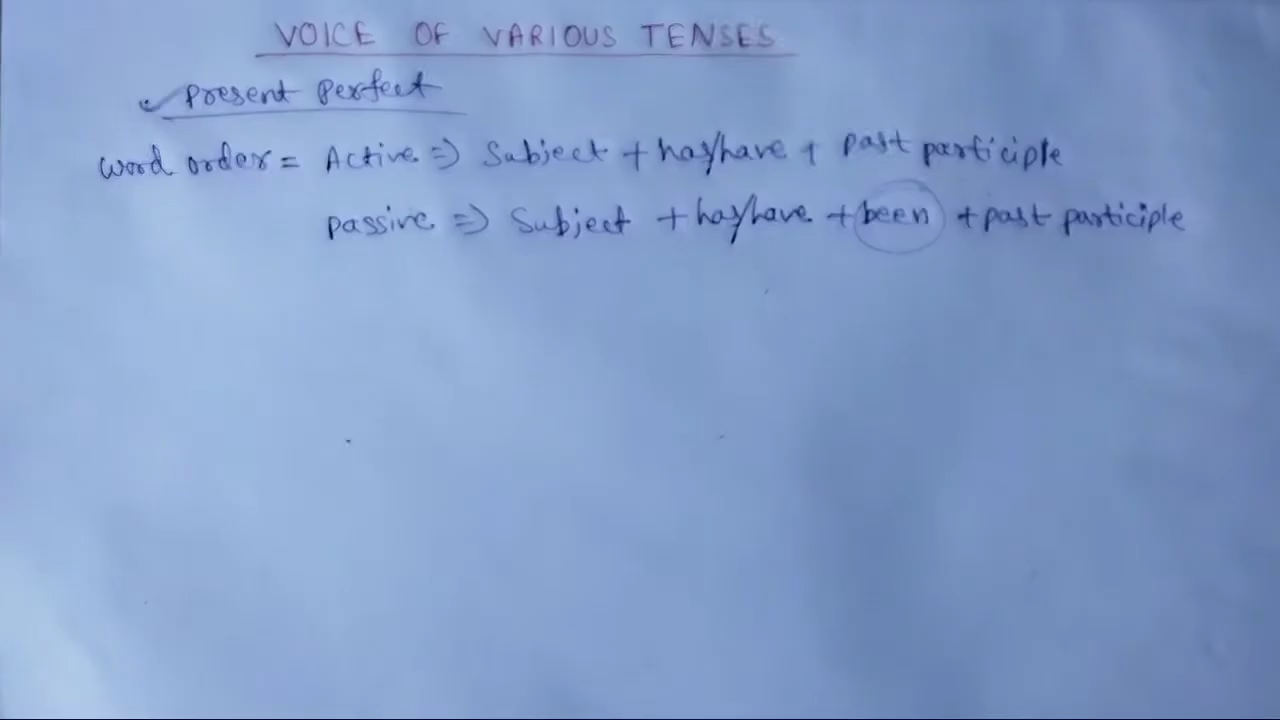 VOICE OF VARIOUS TENSES
Present Perfect
word order = Active => Subject + has/have + past participle
passive => Subject + has/have + been + past participle